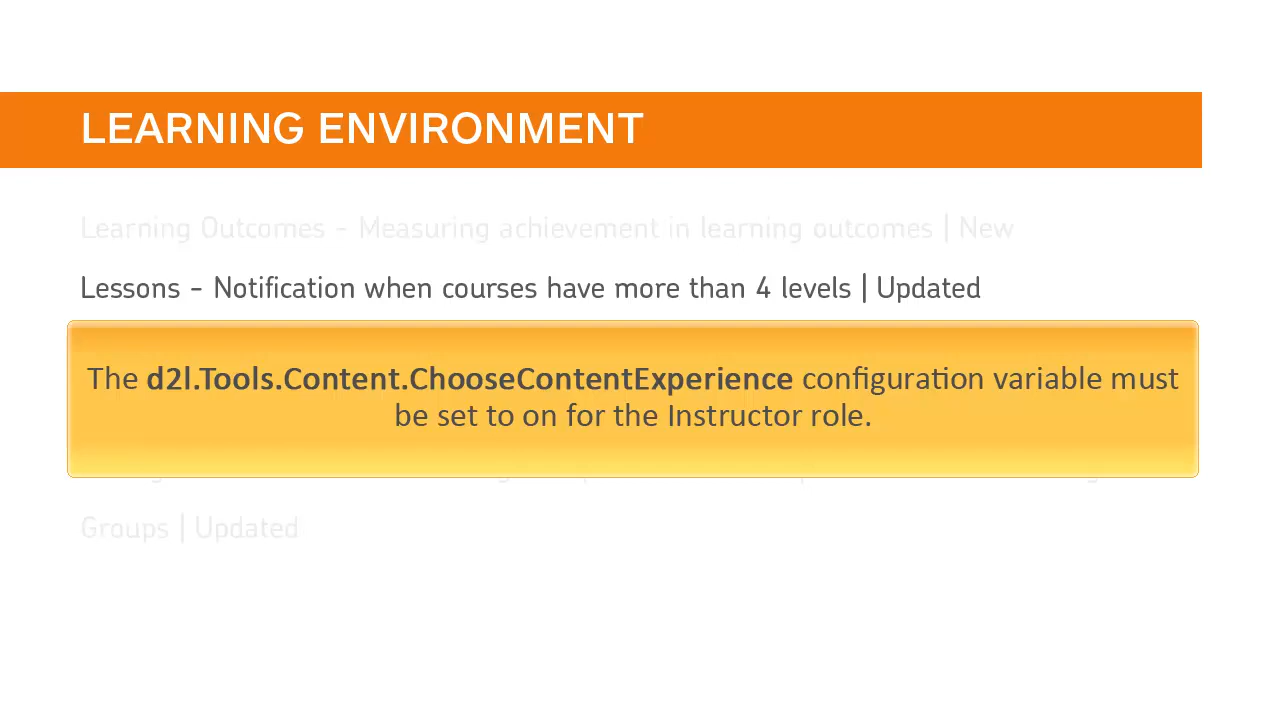 LEARNING ENVIRONMENT
Learning Outcomes - Measuring achievement in learning outcomes | New
Lessons - Notification when courses have more than 4 levels | Updated
The d2l.Tools.Content.ChooseContentExperience configuration variable must
be set to on for the Instructor role.
Groups | Updated